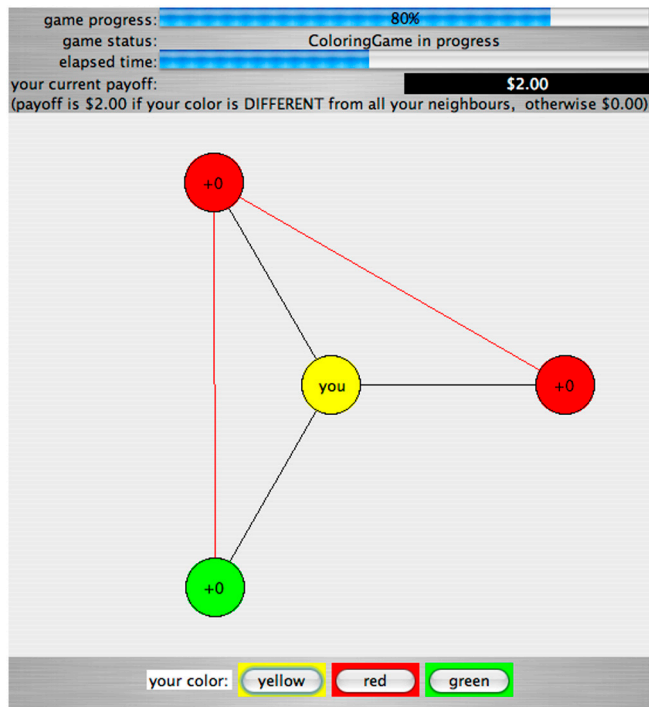 game progress: 80%
game status: ColoringGame in progress
elapsed time:
your current payoff: $2.00
(payoff is $2.00 if your color is DIFFERENT from all your neighbours, otherwise $0.00)
+0
you
+0
+0
your color: yellow red green